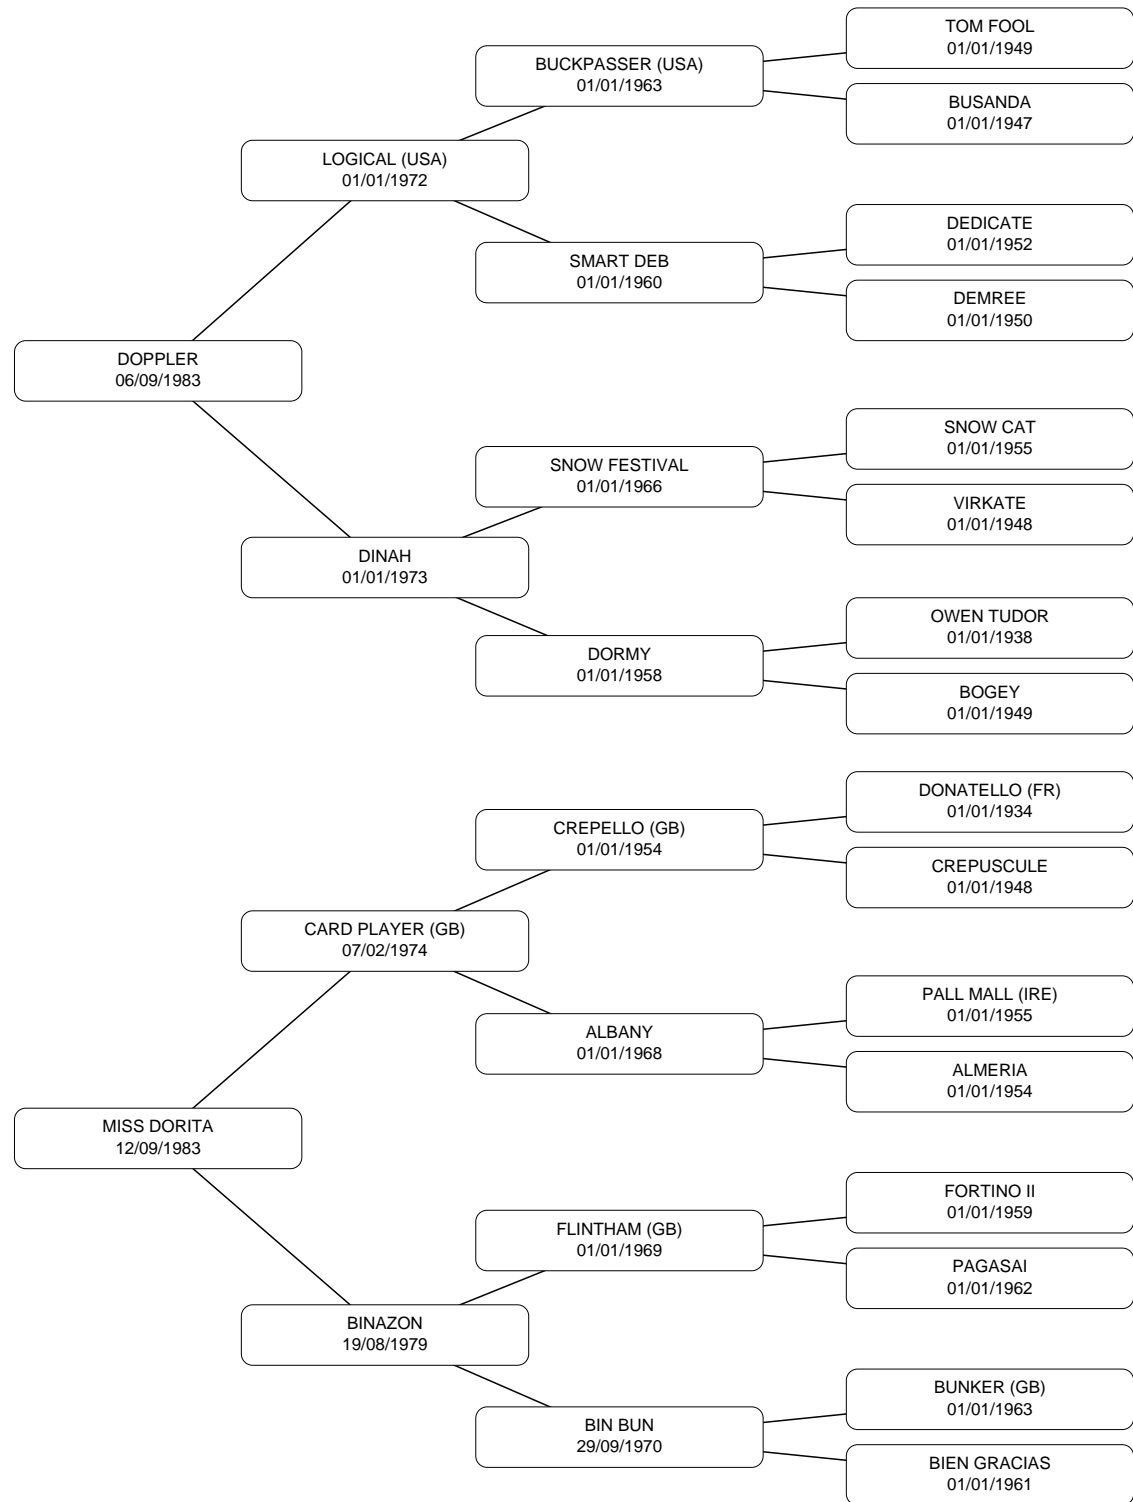 TOM FOOL
01/01/1949
BUCKPASSER (USA)
01/01/1963
BUSANDA
01/01/1947
LOGICAL (USA)
01/01/1972
DEDICATE
01/01/1952
SMART DEB
01/01/1960
DEMREE
01/01/1950
DOPPLER
06/09/1983
SNOW CAT
01/01/1955
SNOW FESTIVAL
01/01/1966
VIRKATE
01/01/1948
DINAH
01/01/1973
OWEN TUDOR
01/01/1938
DORMY
01/01/1958
BOGEY
01/01/1949
DONATELLO (FR)
01/01/1934
CREPELLO (GB)
01/01/1954
CREPUSCULE
01/01/1948
CARD PLAYER (GB)
07/02/1974
PALL MALL (IRE)
01/01/1955
ALBANY
01/01/1968
ALMERIA
01/01/1954
MISS DORITA
12/09/1983
FORTINO II
01/01/1959
FLINTHAM (GB)
01/01/1969
PAGASAI
01/01/1962
BINAZON
19/08/1979
BUNKER (GB)
01/01/1963
BIN BUN
29/09/1970
BIEN GRACIAS
01/01/1961